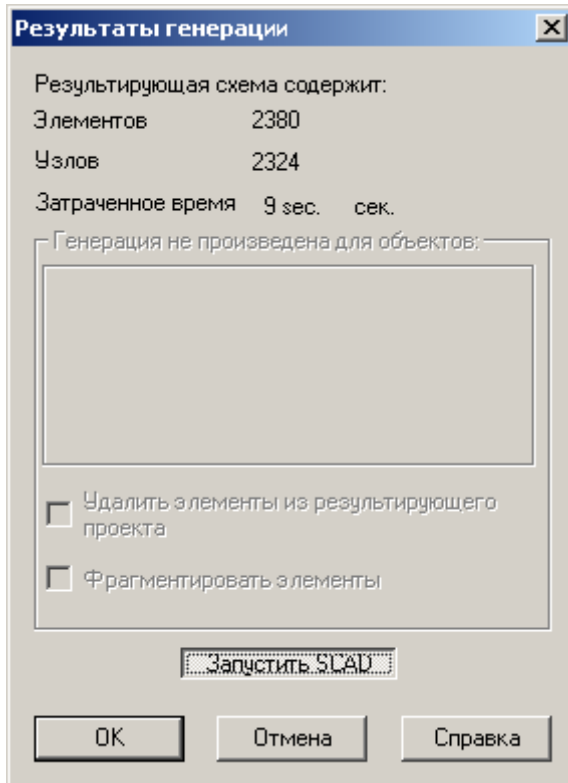 Результаты генерации
Результирующая схема содержит:
Элементов 2380
Узлов 2324
Затраченное время 9 sec. сек.
Генерация не произведена для объектов:
Удалить элементы из результирующего
проекта
Фрагментировать элементы
Запустить SCAD
OK Отмена Справка